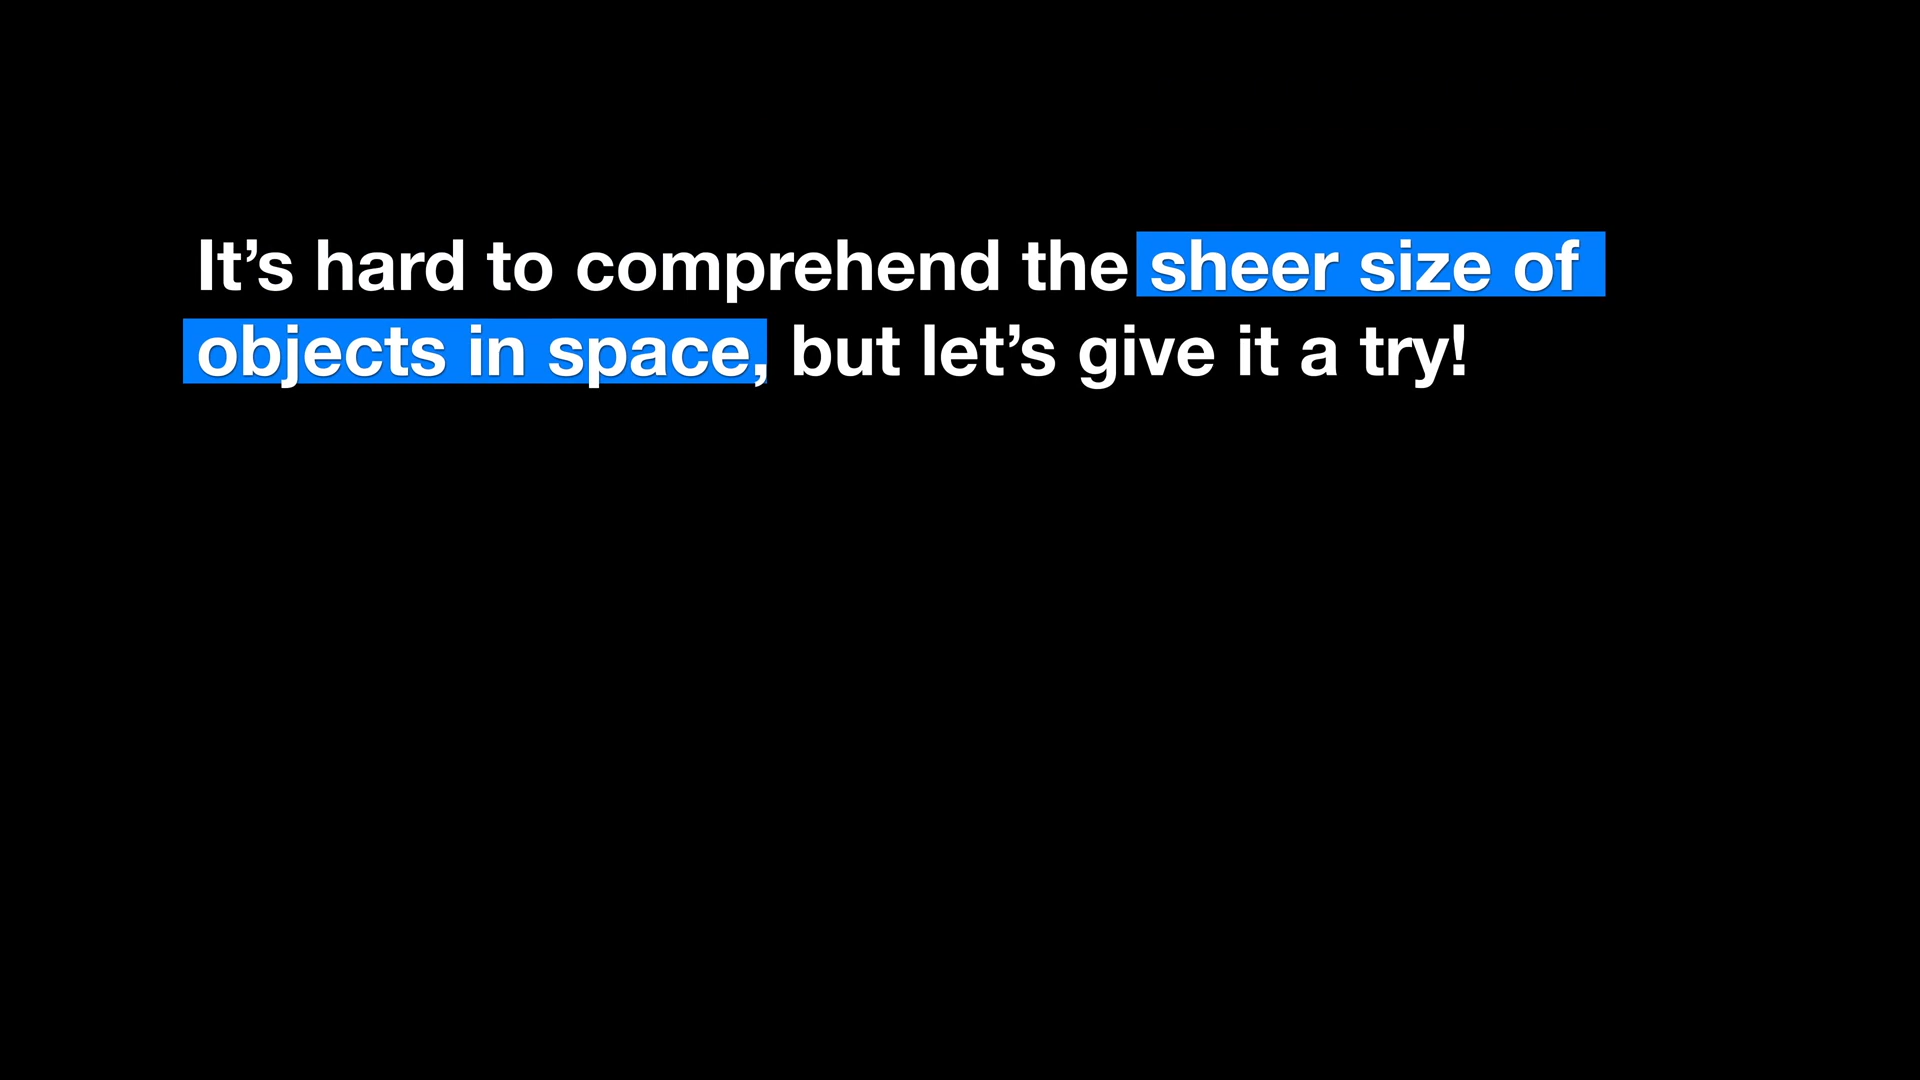 It’s hard to comprehend the sheer size of
objects in space, but let’s give it a try!